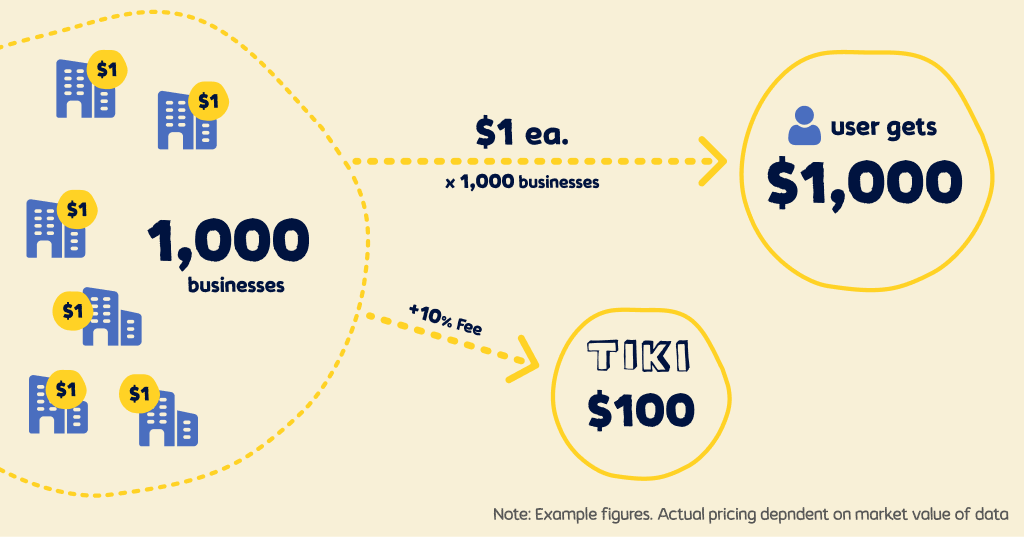 $1
$1
$1
$1
$1
$1
1,000
businesses
$1 ea.
x 1,000 businesses
user gets
$1,000
+10% Fee
TIKI
$100
Note: Example figures. Actual pricing depndent on market value of data